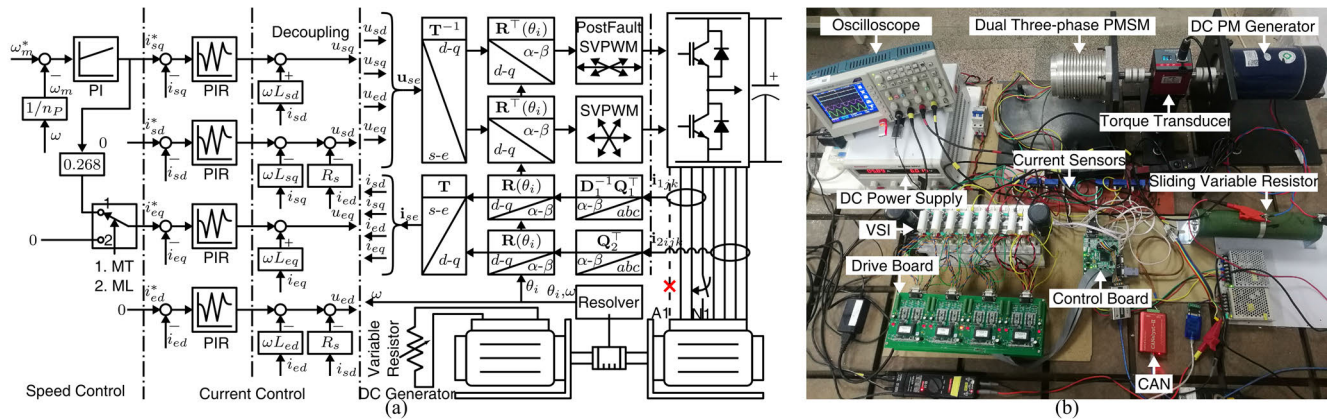 ω*m
ωm
1/nP
ω
PI
0.268
0
1
2
1. MT
2. ML
i*sq
isq
i*sd
isd
i*eq
ieq
i*ed
ied
0
0
PIR
PIR
PIR
PIR
Decoupling
usq
ωLsd
isd
usd
ωLsq
isq
Rs
ied
ueq
ωLeq
ieq
ued
ωLed
ied
Rs
isd
usd
usq
ued
ueq
use
isd
isq
ied
ieq
ise
ω
T⁻¹
d-q
s-e
T
s-e
d-q
R⊤(θi)
α-β
d-q
R⊤(θi)
α-β
d-q
R(θi)
d-q
α-β
R(θi)
d-q
α-β
PostFault
SVPWM
SVPWM
D1⁻¹Q1⊤
α-β
abc
Q2⊤
α-β
abc
i1jk
i2ijk
θi
θi,ω
Resolver
A1
N1
+
Variable
Resistor
DC Generator
Speed Control
Current Control
(a)
Oscilloscope
Dual Three-phase PMSM
DC PM Generator
Torque Transducer
Current Sensors
DC Power Supply
Sliding Variable Resistor
VSI
Drive Board
Control Board
CAN
(b)